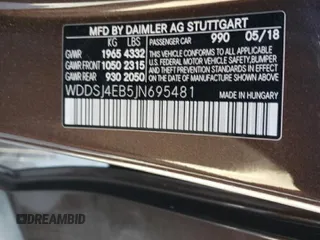 MFD BY DAIMLER AG STUTTGART
KG LBS PASS.CAR 990 05/18
GVWR 1965 4332
GAWR FRONT 1050 2315
GAWR REAR 930 2050
THIS VEHICLE CONFORMS TO ALL APPLICABLE
U.S. FEDERAL MOTOR VEHICLE SAFETY, BUMPER,
AND THEFT PREVENTION STANDARDS IN EFFECT
ON THE DATE OF MANUFACTURE SHOWN ABOVE.
WDDSJ4EB5JN695481
MADE IN HUNGARY
DREAMBID